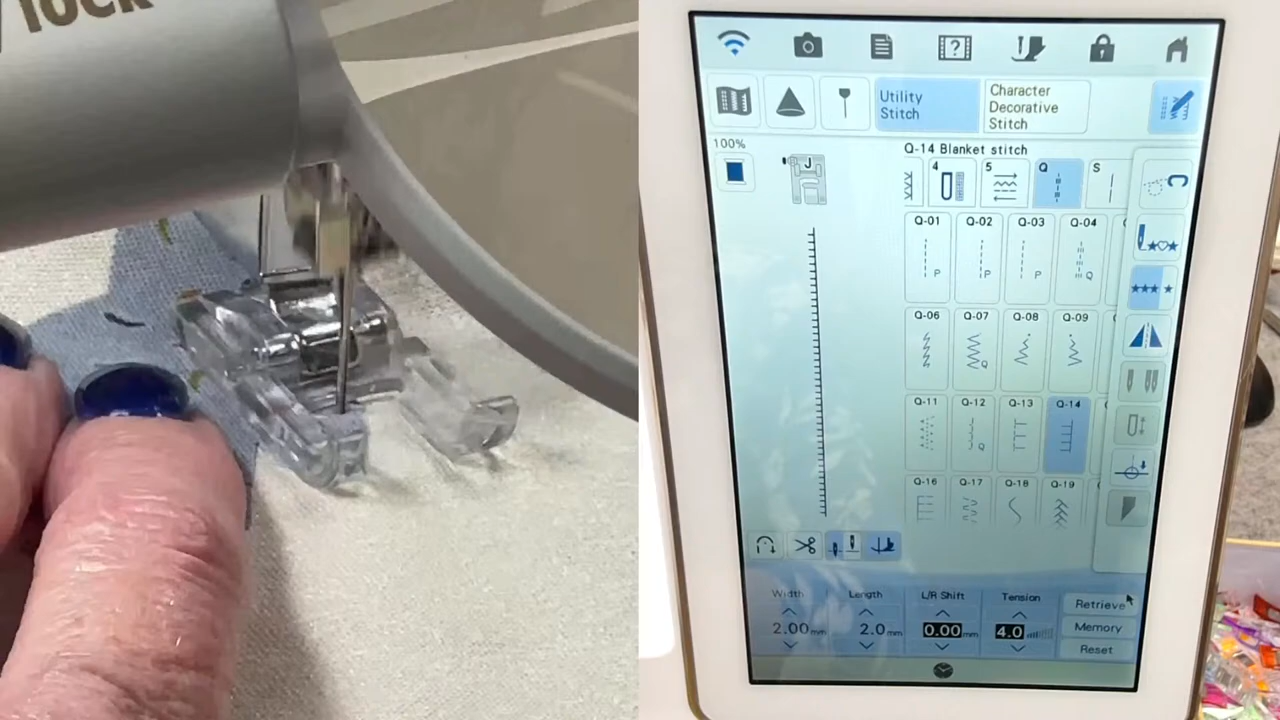 lock
Utility
Stitch
Character
Decorative
Stitch
100%
J
Q-14 Blanket stitch
4
5
Q
S
Q-01
Q-02
Q-03
Q-04
P
P
P
Q
Q-06
Q-07
Q-08
Q-09
Q
Q-11
Q-12
Q-13
Q-14
Q
Q-16
Q-17
Q-18
Q-19
Width
Length
L/R Shift
Tension
2.00mm
2.0mm
0.00mm
4.0
Retrieve
Memory
Reset